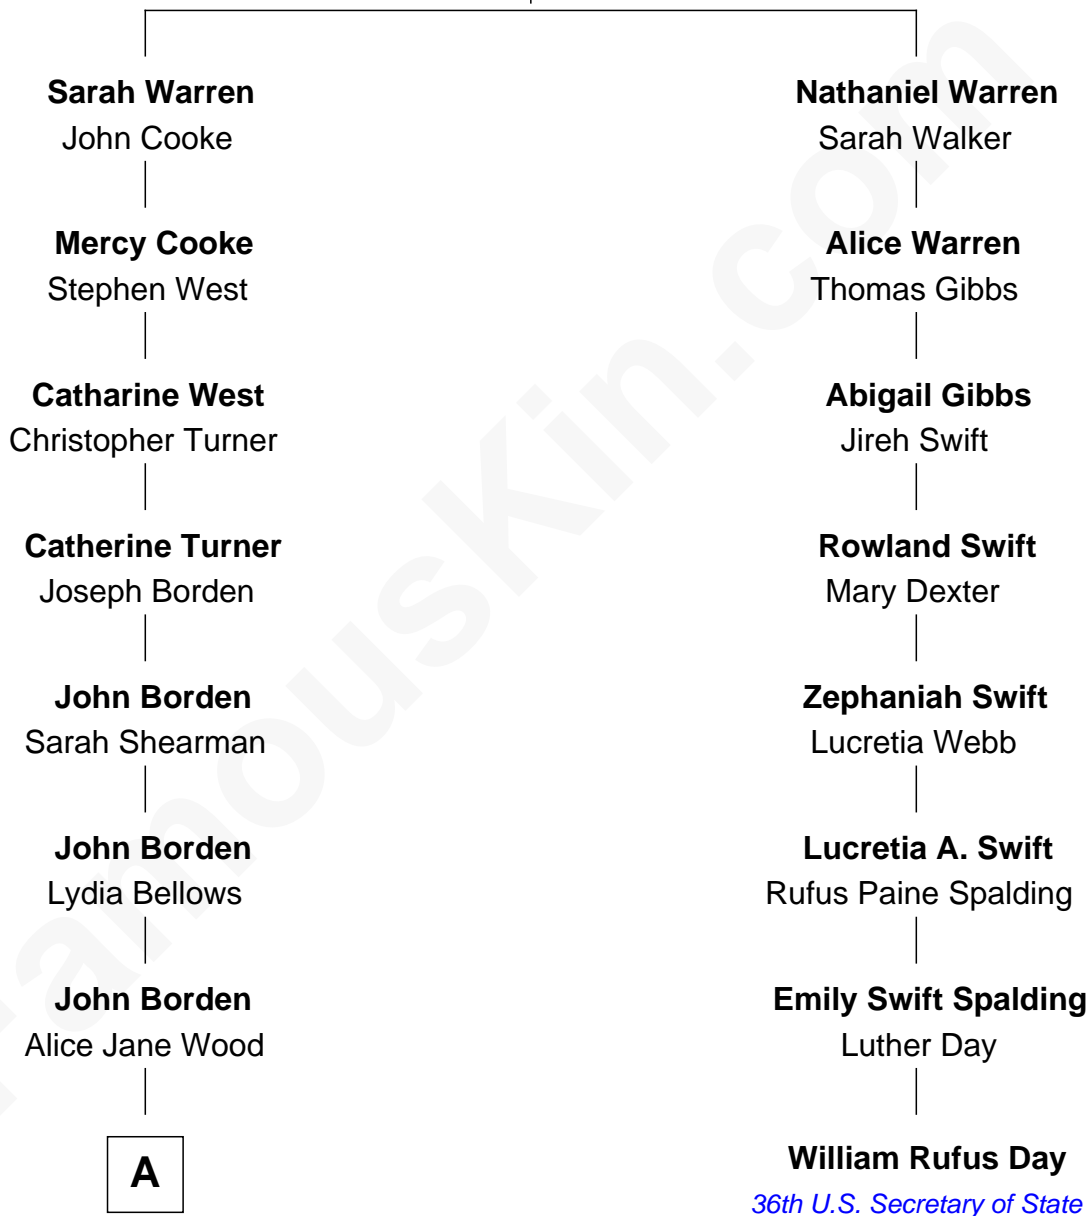 Sarah Warren
John Cooke
Mercy Cooke
Stephen West
Catharine West
Christopher Turner
Catherine Turner
Joseph Borden
John Borden
Sarah Shearman
John Borden
Lydia Bellows
John Borden
Alice Jane Wood
A
Nathaniel Warren
Sarah Walker
Alice Warren
Thomas Gibbs
Abigail Gibbs
Jireh Swift
Rowland Swift
Mary Dexter
Zephaniah Swift
Lucretia Webb
Lucretia A. Swift
Rufus Paine Spalding
Emily Swift Spalding
Luther Day
William Rufus Day
36th U.S. Secretary of State
FamousKin.com